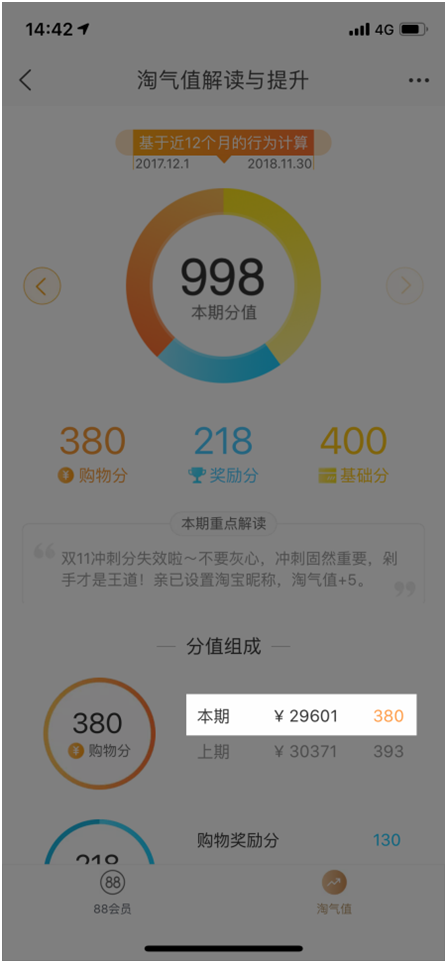 14:42 4G
淘气值解读与提升
基于近12个月的行为计算
2017.12.1 2018.11.30
998
本期分值
380 218 400
购物分 奖励分 基础分
本期重点解读
双11冲刺分失效啦～不要灰心，冲刺固然重要，剁
手才是王道！亲已设置淘宝昵称，淘气值+5。
分值组成
380
购物分
本期 ¥ 29601 380
上期 ¥ 30371 393
218
购物奖励分 130
88
88会员 淘气值